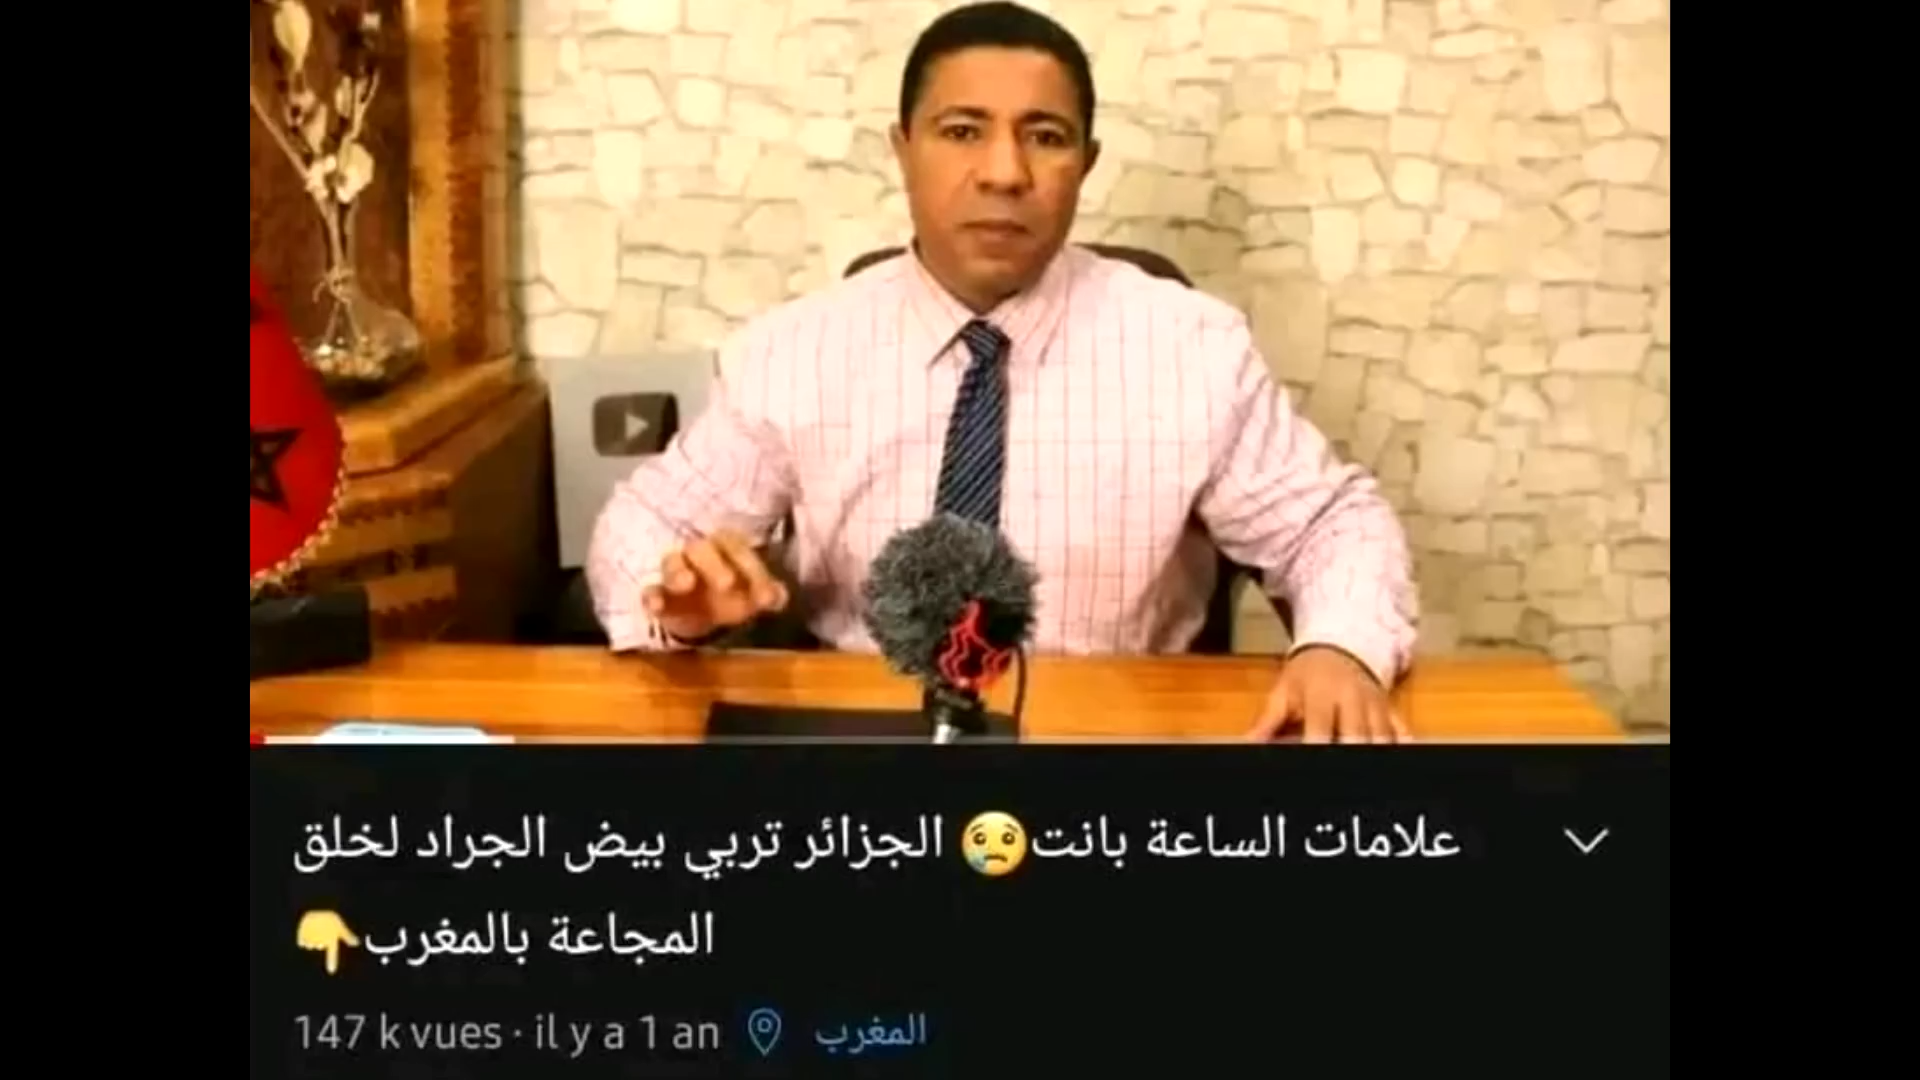 علامات الساعة بانت😢 الجزائر تربي بيض الجراد لخلق
المجاعة بالمغرب👇
147 k vues · il y a 1 an المغرب